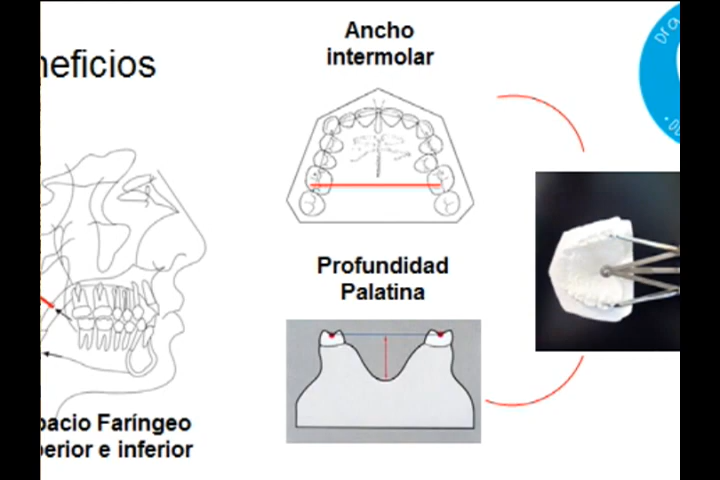 neficios
Ancho
intermolar
Profundidad
Palatina
pacio Faríngeo
perior e inferior